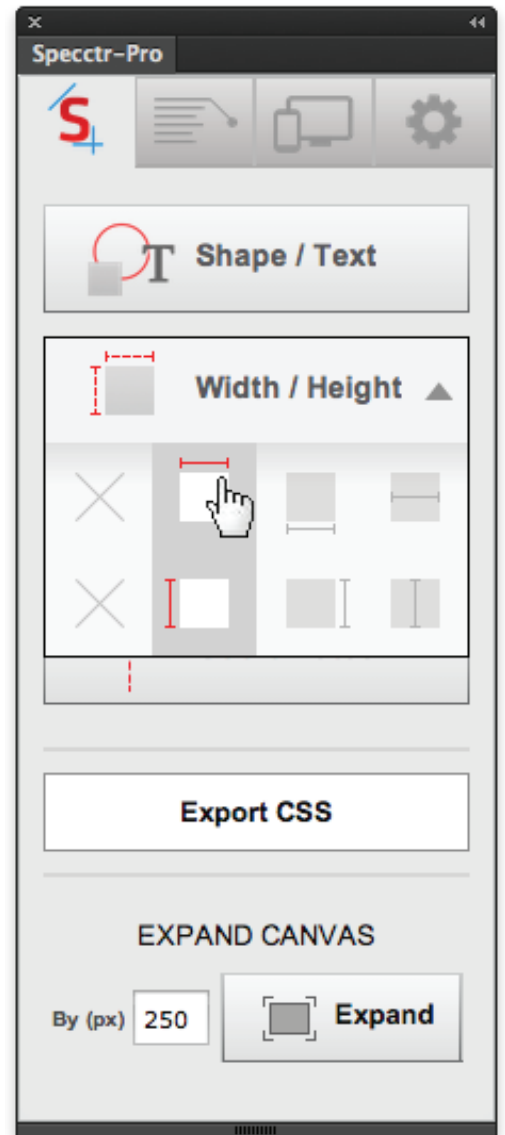 Specctr-Pro
S
Shape / Text
Width / Height
Export CSS
EXPAND CANVAS
By (px) 250 Expand